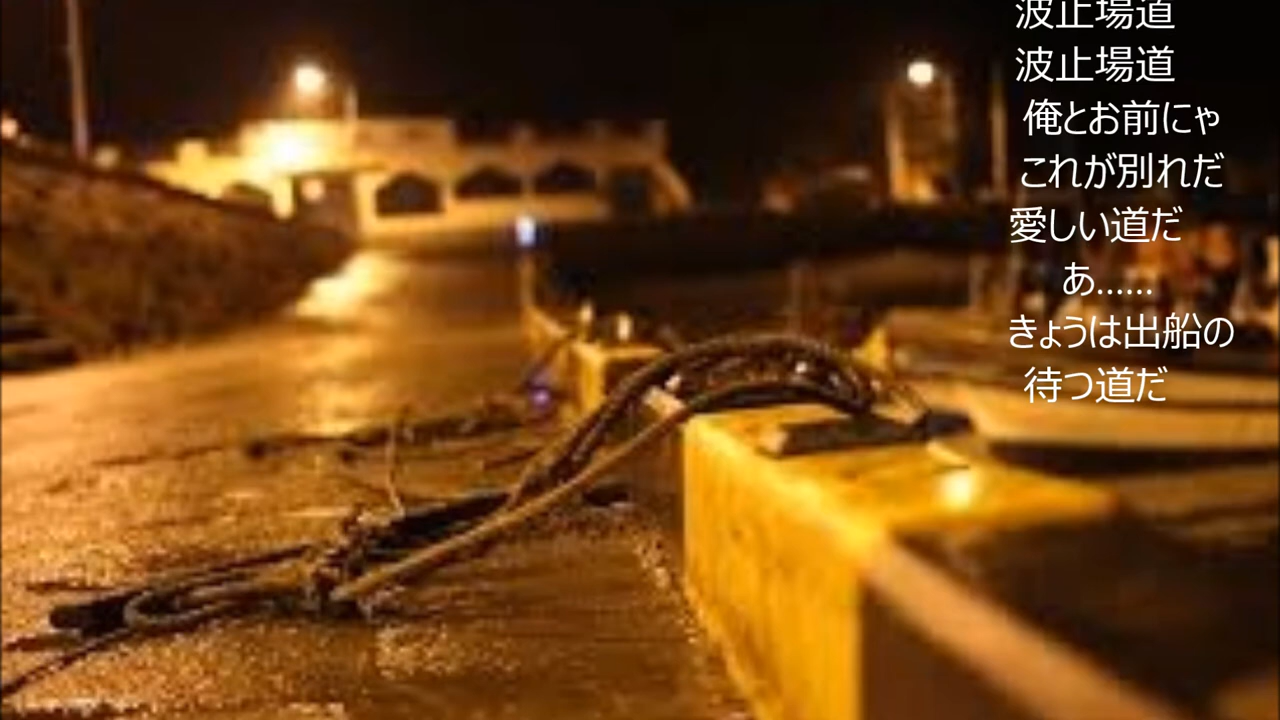 波止場道
波止場道
俺とお前にゃ
これが別れだ
愛しい道だ
あ……
きょうは出船の
待つ道だ